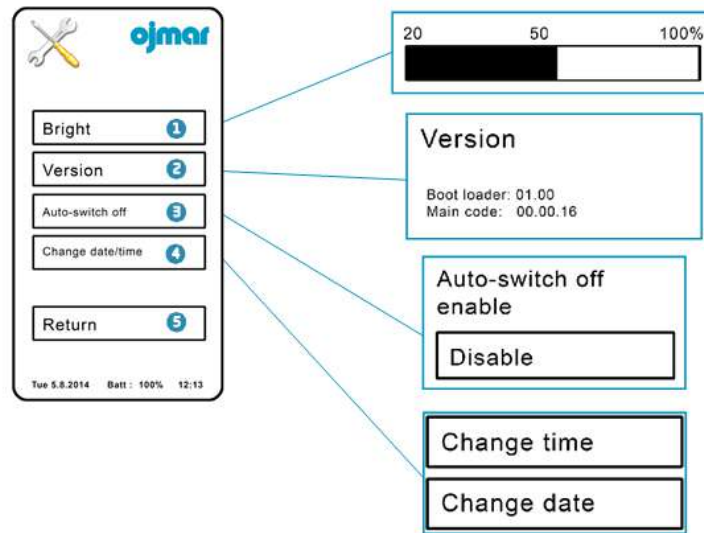 ojmar
Bright 1
Version 2
Auto-switch off 3
Change date/time 4
Return 5
Tue 5.8.2014 Batt : 100% 12:13
20 50 100%
Version
Boot loader: 01.00
Main code: 00.00.16
Auto-switch off
enable
Disable
Change time
Change date